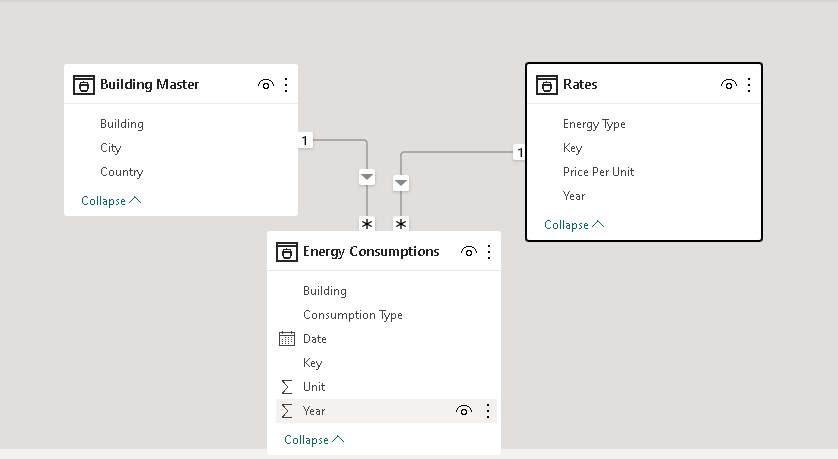 Building Master
Building
City
Country
Collapse
1
Rates
Energy Type
Key
Price Per Unit
Year
Collapse
1
*
*
Energy Consumptions
Building
Consumption Type
Date
Key
Σ Unit
Σ Year
Collapse